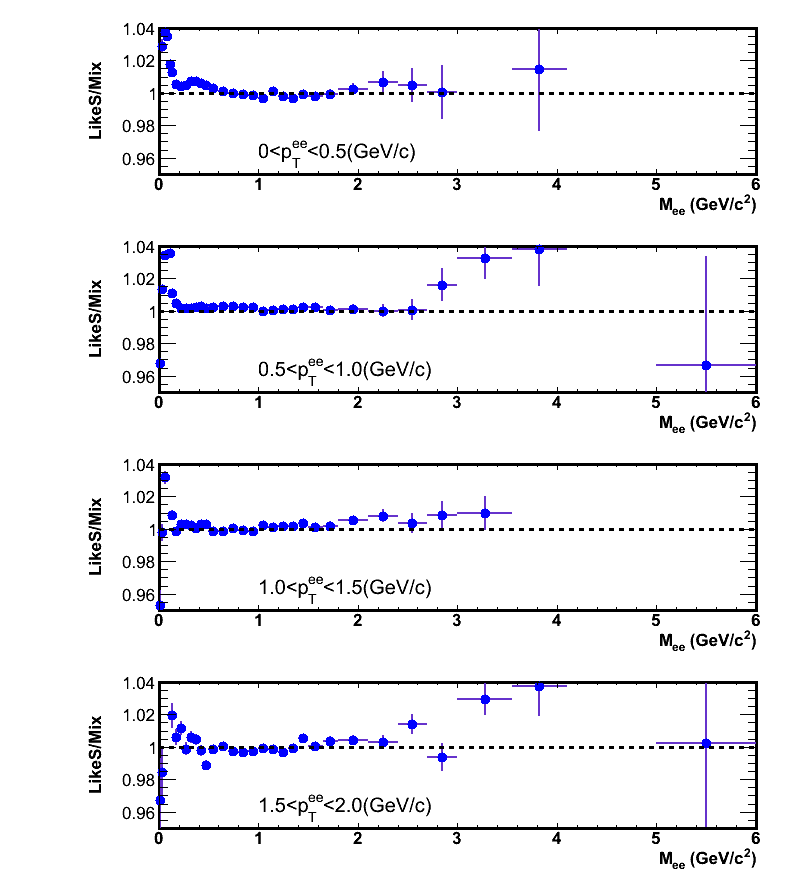 LikeS/Mix
1.04
1.02
1
0.98
0.96
0<p_T^ee<0.5(GeV/c)
0 1 2 3 4 5 6
M_ee (GeV/c²)
LikeS/Mix
1.04
1.02
1
0.98
0.96
0.5<p_T^ee<1.0(GeV/c)
0 1 2 3 4 5 6
M_ee (GeV/c²)
LikeS/Mix
1.04
1.02
1
0.98
0.96
1.0<p_T^ee<1.5(GeV/c)
0 1 2 3 4 5 6
M_ee (GeV/c²)
LikeS/Mix
1.04
1.02
1
0.98
0.96
1.5<p_T^ee<2.0(GeV/c)
0 1 2 3 4 5 6
M_ee (GeV/c²)